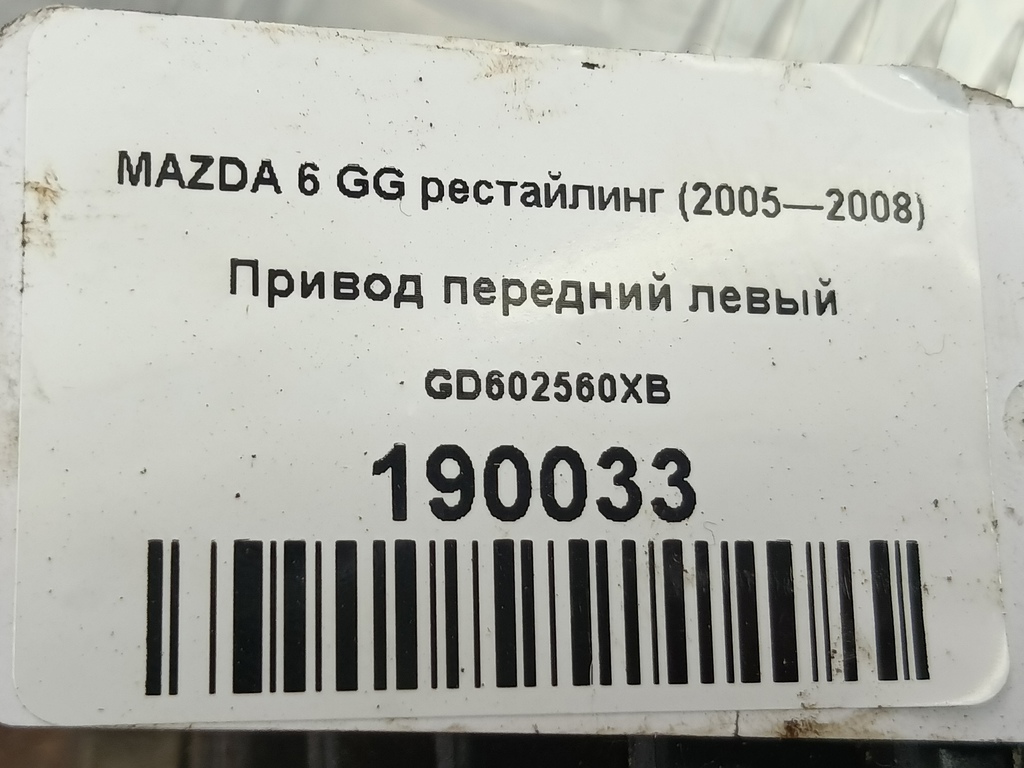 MAZDA 6 GG рестайлинг (2005—2008)
Привод передний левый
GD602560XB
190033